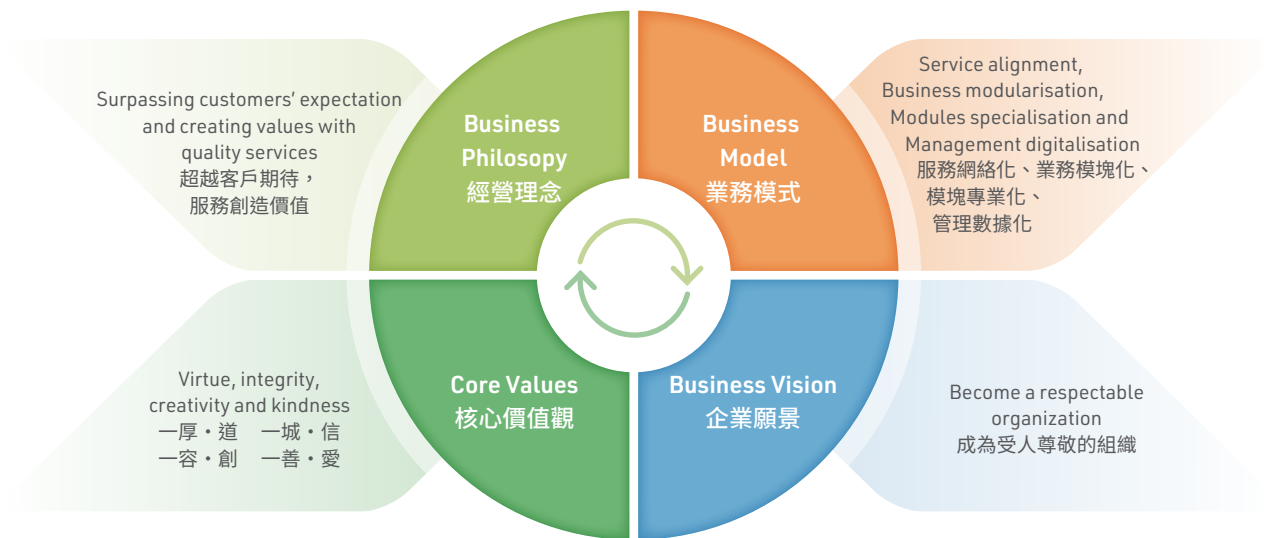 Surpassing customers' expectation
and creating values with
quality services
超越客戶期待，
服務創造價值
Business
Philosopy
經營理念
Business
Model
業務模式
Service alignment,
Business modularisation,
Modules specialisation and
Management digitalisation
服務網絡化、業務模塊化、
模塊專業化、
管理數據化
Virtue, integrity,
creativity and kindness
一厚·道 一城·信
一容·創 一善·愛
Core Values
核心價值觀
Business Vision
企業願景
Become a respectable
organization
成為受人尊敬的組織